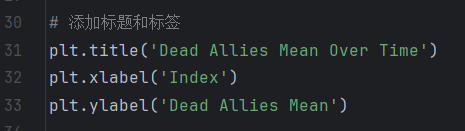 30 # 添加标题和标签
31 plt.title('Dead Allies Mean Over Time')
32 plt.xlabel('Index')
33 plt.ylabel('Dead Allies Mean')